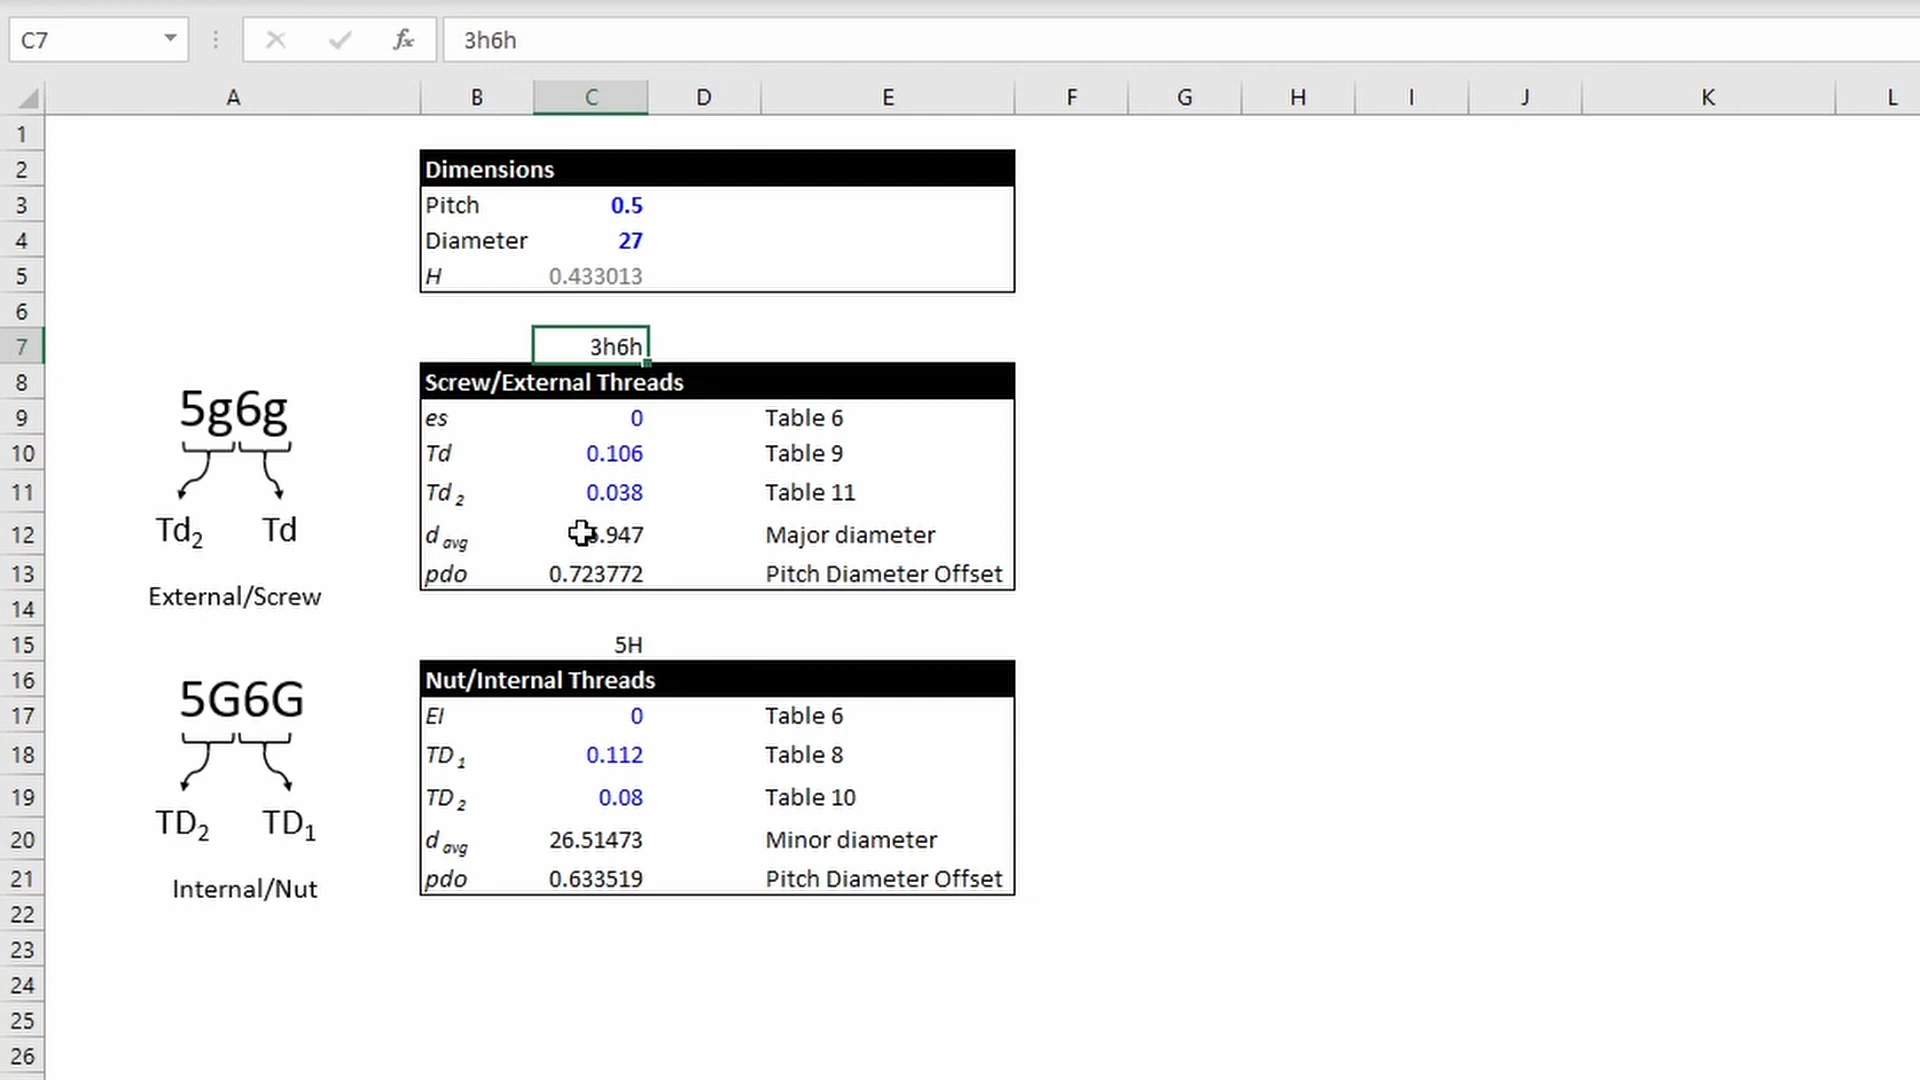 C7 fx 3h6h
A B C D E F G H I J K L
1
2 Dimensions
3 Pitch 0.5
4 Diameter 27
5 H 0.433013
6
7 3h6h
8 Screw/External Threads
5g6g
9 es 0 Table 6
10 Td 0.106 Table 9
11 Td 2 0.038 Table 11
Td2 Td
12 d avg .947 Major diameter
13 pdo 0.723772 Pitch Diameter Offset
External/Screw
14
15 5H
16 Nut/Internal Threads
5G6G
17 EI 0 Table 6
18 TD 1 0.112 Table 8
19 TD 2 0.08 Table 10
TD2 TD1
20 d avg 26.51473 Minor diameter
21 pdo 0.633519 Pitch Diameter Offset
Internal/Nut
22
23
24
25
26